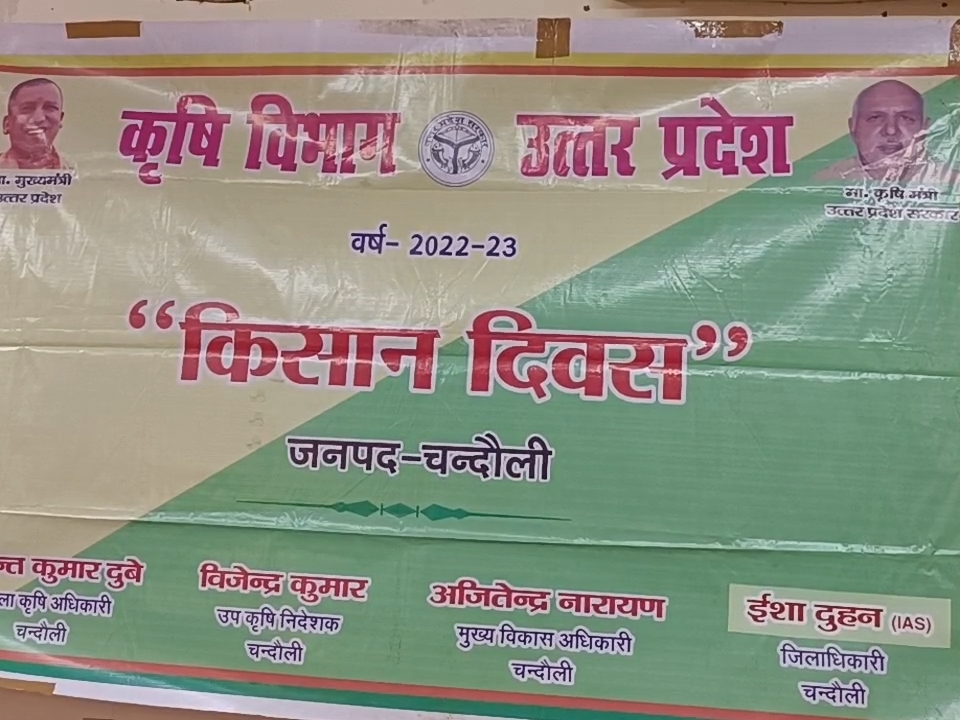 कृषि विभाग उत्तर प्रदेश
मुख्यमंत्री
उत्तर प्रदेश
मा. कृषि मंत्री
उत्तर प्रदेश सरकार
वर्ष- 2022-23
“किसान दिवस”
जनपद-चन्दौली
कुमार दुबे
कृषि अधिकारी
चन्दौली
विजेन्द्र कुमार
उप कृषि निदेशक
चन्दौली
अजितेन्द्र नारायण
मुख्य विकास अधिकारी
चन्दौली
ईशा दुहन (IAS)
जिलाधिकारी
चन्दौली